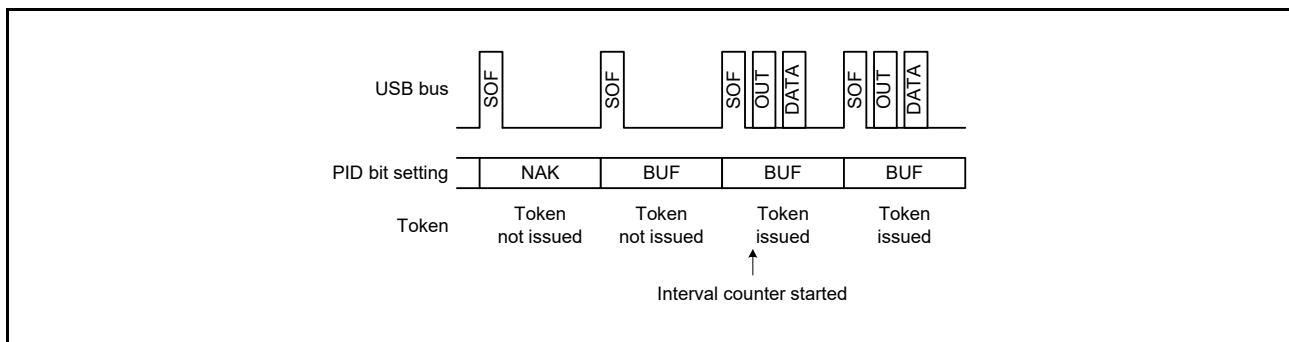 USB bus
SOF
SOF
SOF
OUT
DATA
SOF
OUT
DATA
PID bit setting
NAK
BUF
BUF
BUF
Token
Token
not issued
Token
not issued
Token
issued
Token
issued
Interval counter started